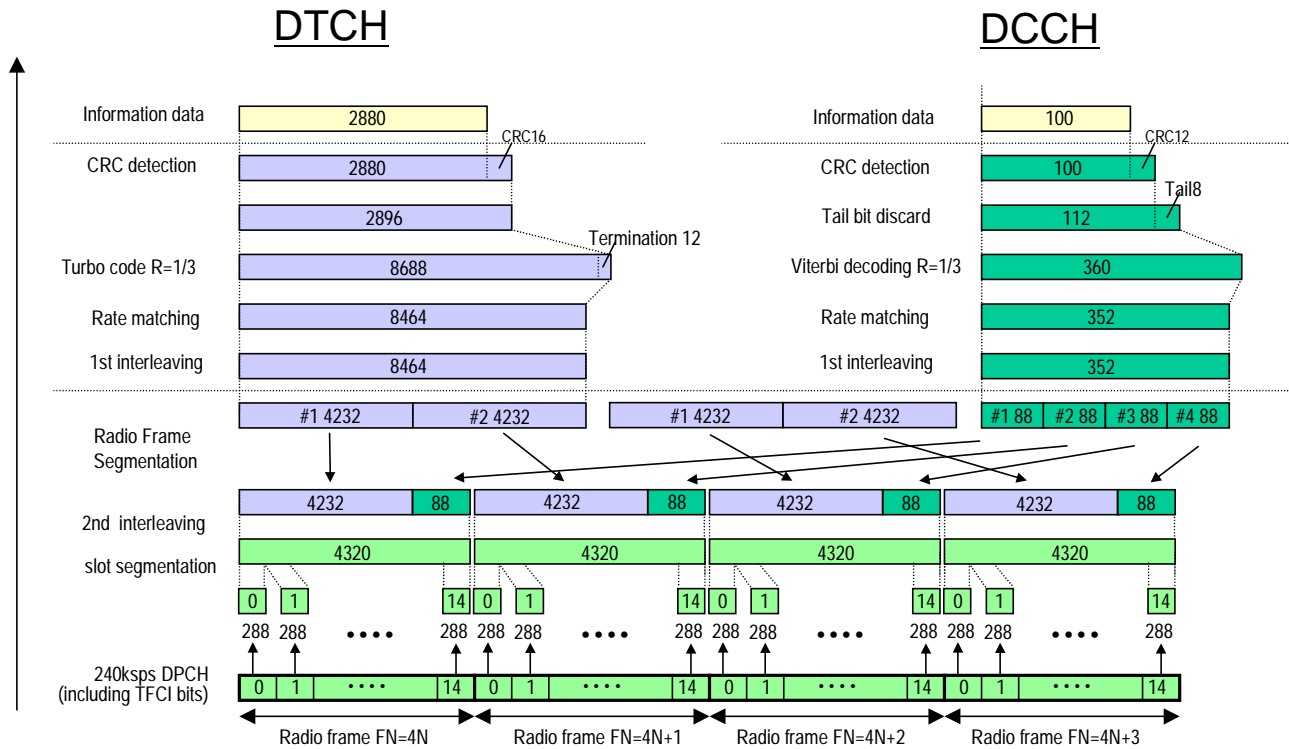 DTCH DCCH
Information data 2880 Information data 100
CRC16 CRC12
CRC detection 2880 CRC detection 100
Tail8
2896 Tail bit discard 112
Termination 12
Turbo code R=1/3 8688 Viterbi decoding R=1/3 360
Rate matching 8464 Rate matching 352
1st interleaving 8464 1st interleaving 352
#1 4232 #2 4232 #1 4232 #2 4232 #1 88 #2 88 #3 88 #4 88
Radio Frame
Segmentation
4232 88 4232 88 4232 88 4232 88
2nd interleaving
4320 4320 4320 4320
slot segmentation
0 1 14 0 1 14 0 1 14 0 1 14
288 288 •••• 288 288 288 •••• 288 288 288 •••• 288 288 288 •••• 288
240ksps DPCH
(including TFCI bits)
0 1 •••• 14 0 1 •••• 14 0 1 •••• 14 0 1 •••• 14
Radio frame FN=4N Radio frame FN=4N+1 Radio frame FN=4N+2 Radio frame FN=4N+3